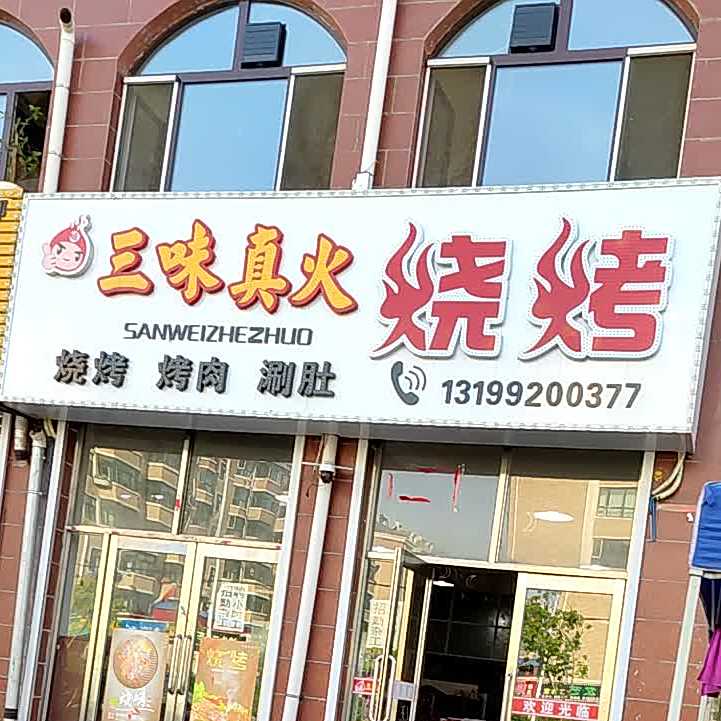 三味真火 烧烤
SANWEIZHEZHUO
烧烤 烤肉 涮肚
13199200377
烧烤
欢迎光临